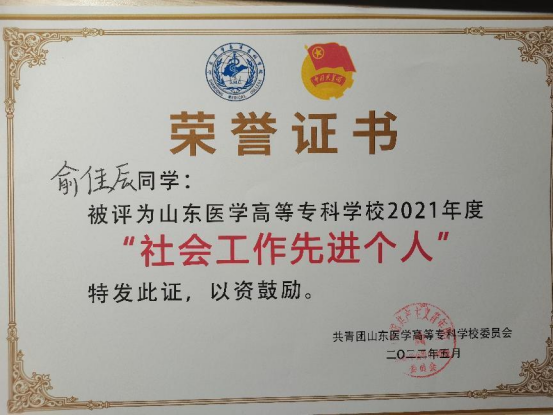 荣誉证书
俞佳辰同学：
被评为山东医学高等专科学校2021年度
“社会工作先进个人”
特发此证，以资鼓励。
共青团山东医学高等专科学校委员会
二〇二二年五月